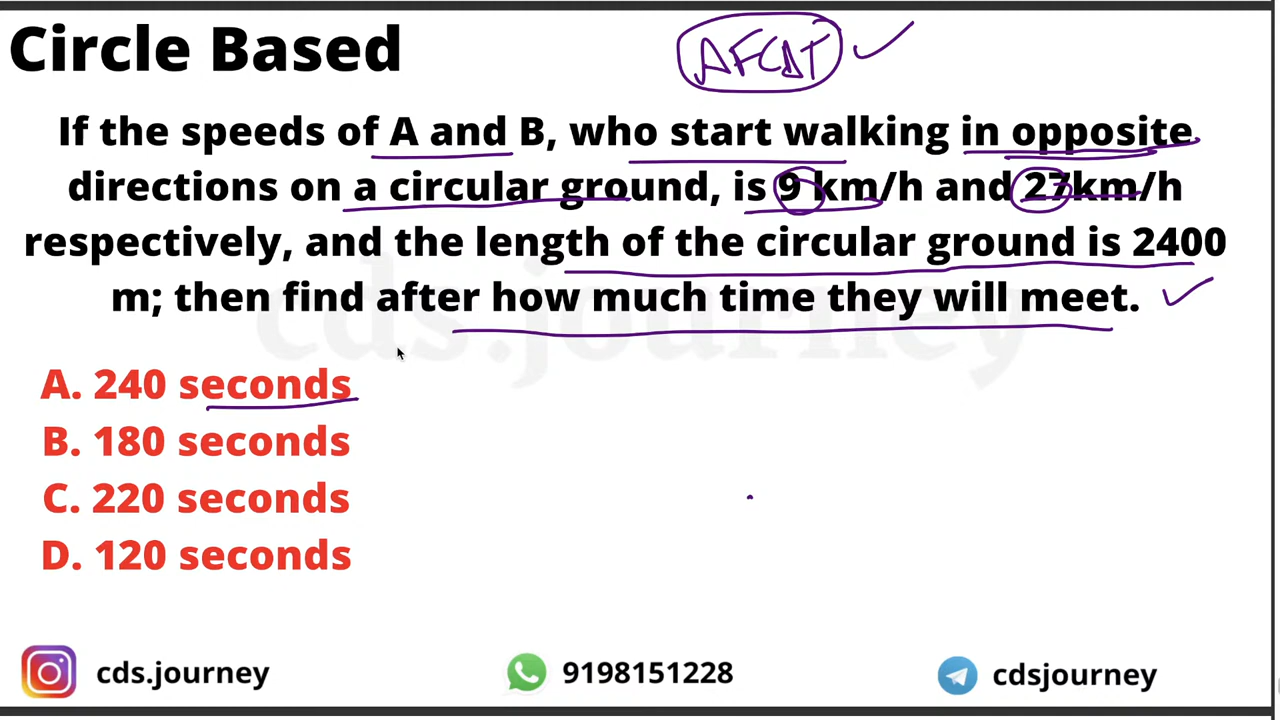 Circle Based
AFCAT
If the speeds of A and B, who start walking in opposite
directions on a circular ground, is 9 km/h and 27km/h
respectively, and the length of the circular ground is 2400
m; then find after how much time they will meet.
cds.journey
A. 240 seconds
B. 180 seconds
C. 220 seconds
D. 120 seconds
cds.journey
9198151228
cdsjourney